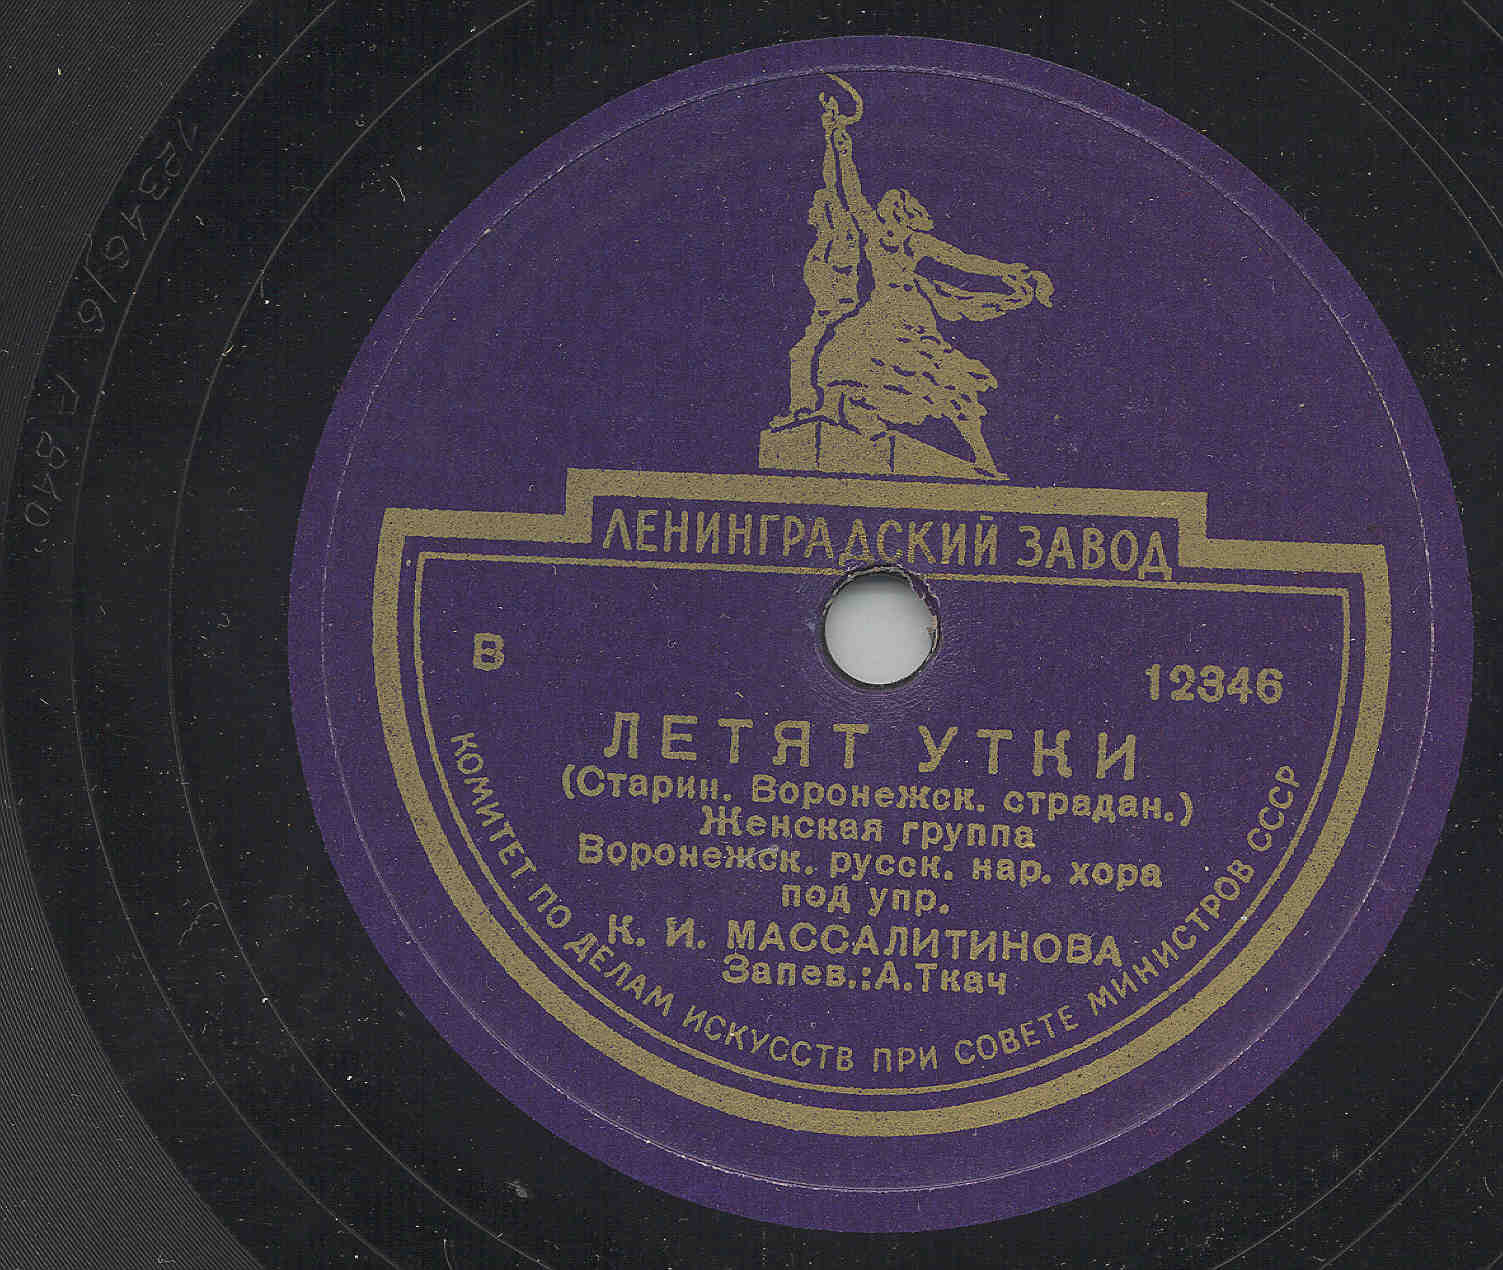 ЛЕНИНГРАДСКИЙ ЗАВОД
В
12346
ЛЕТЯТ УТКИ
(Старин. Воронежск. страдан.)
Женская группа
Воронежск. русск. нар. хора
под упр.
К. И. МАССАЛИТИНОВА
Запев.:А.Ткач
КОМИТЕТ ПО ДЕЛАМ ИСКУССТВ ПРИ СОВЕТЕ МИНИСТРОВ СССР